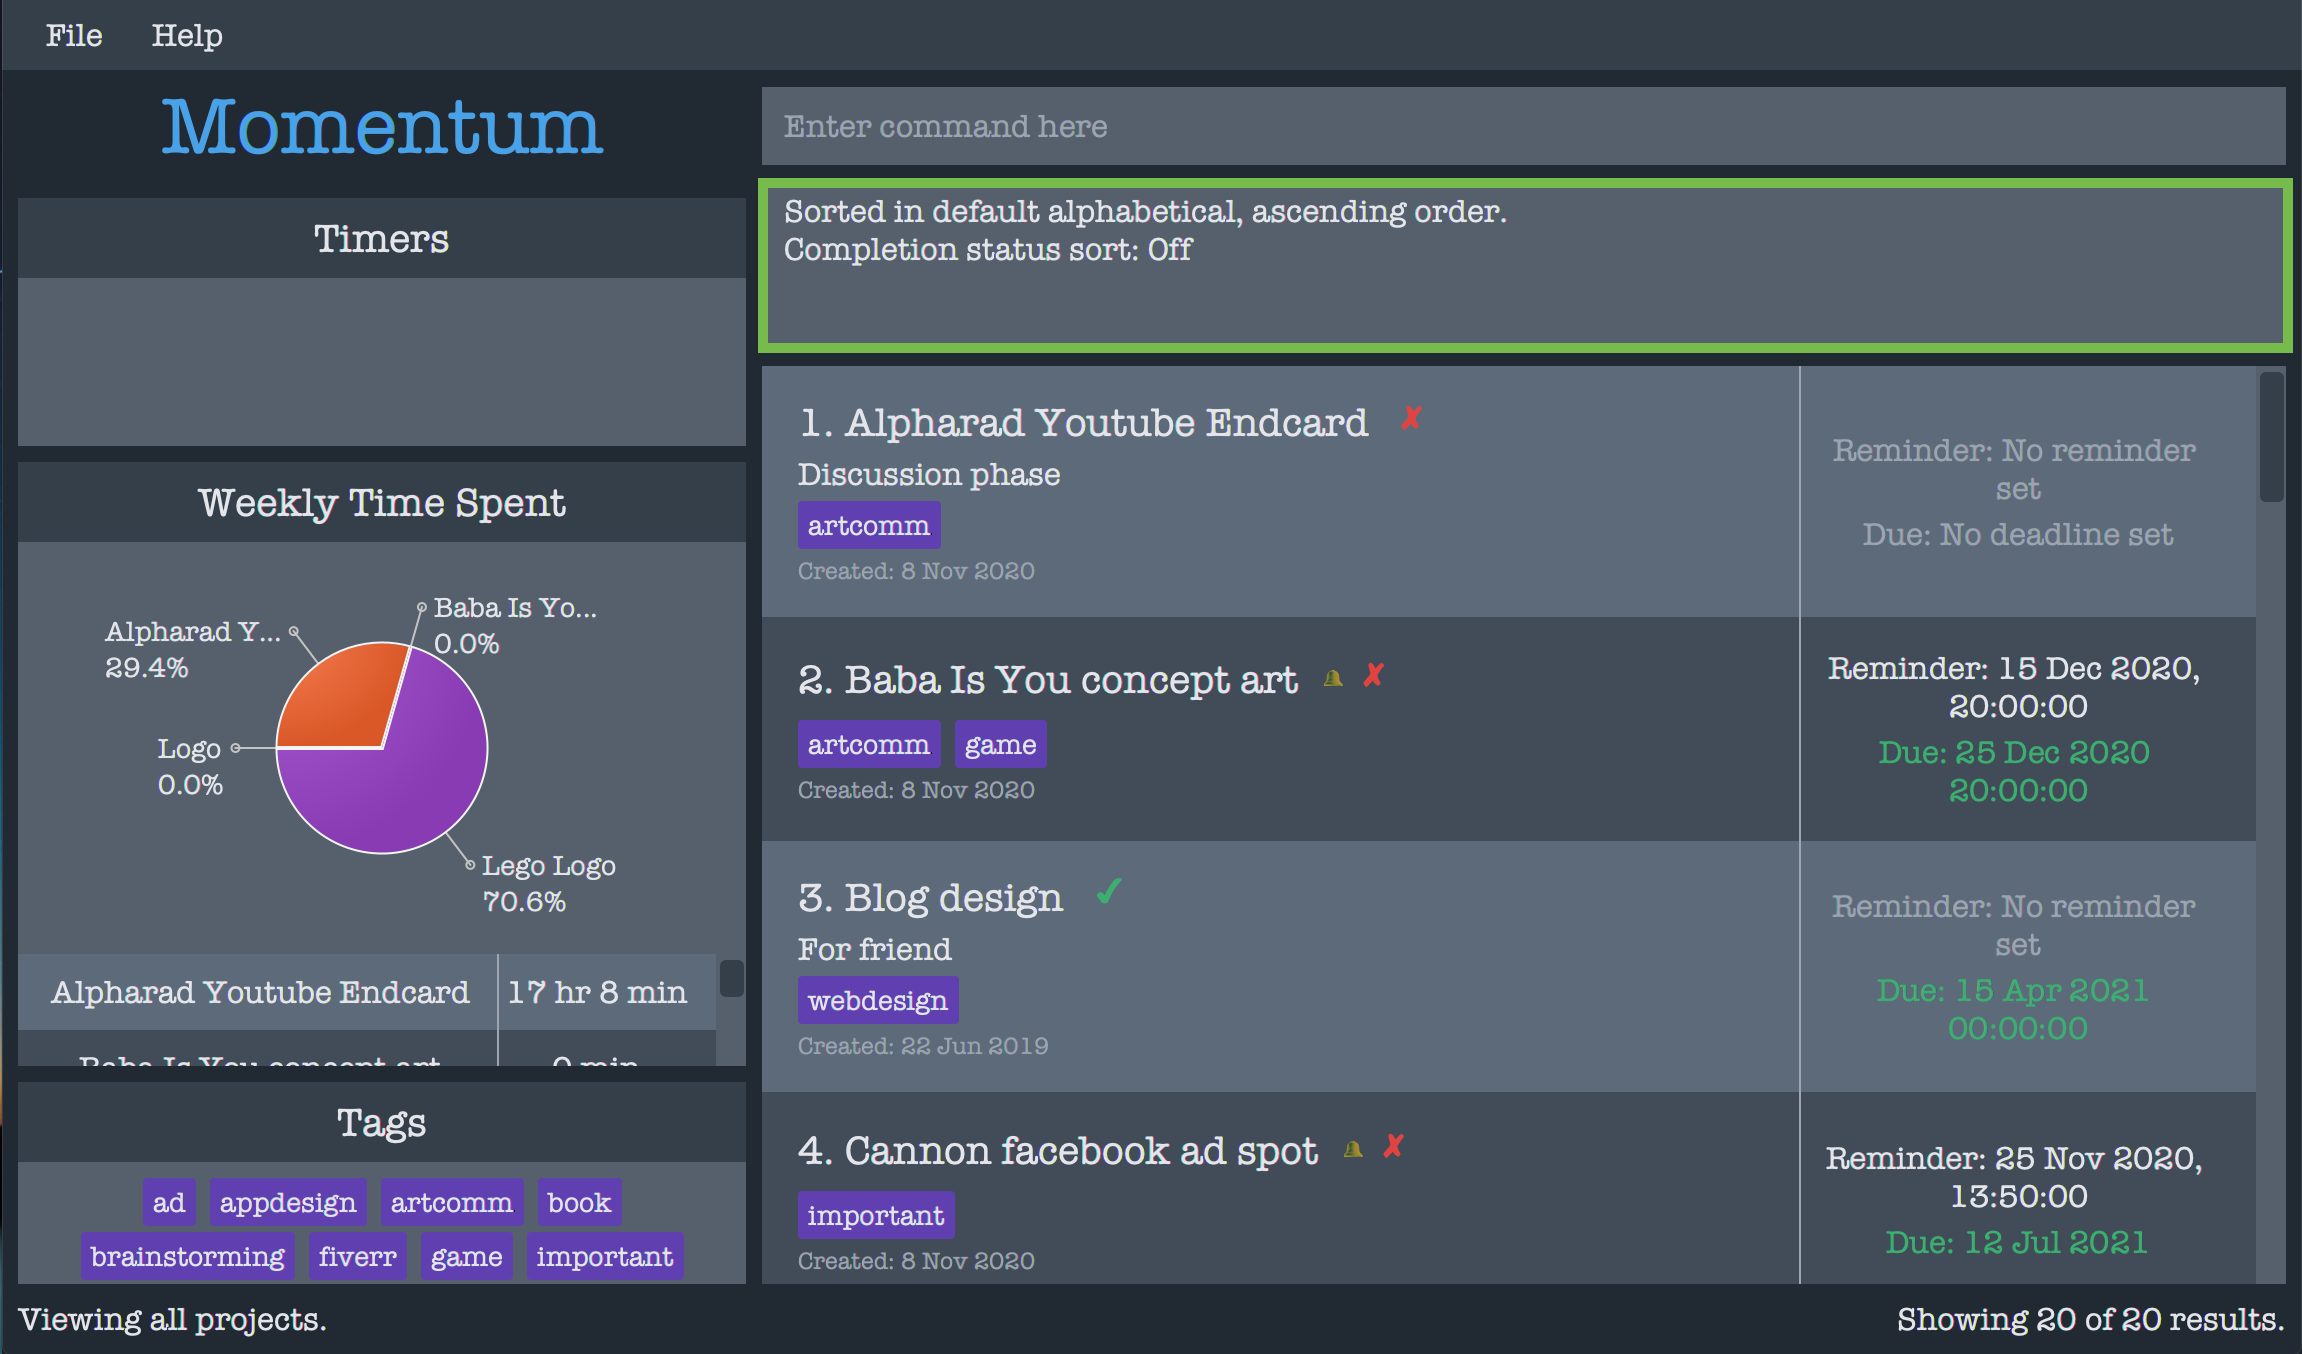 File Help
Momentum
Enter command here
Sorted in default alphabetical, ascending order.
Completion status sort: Off
Timers
Weekly Time Spent
Baba Is Yo...
0.0%
Alpharad Y...
29.4%
Logo
0.0%
Lego Logo
70.6%
Alpharad Youtube Endcard 17 hr 8 min
Baba Is You concept art 0 min
Tags
ad appdesign artcomm book
brainstorming fiverr game important
1. Alpharad Youtube Endcard ✘
Discussion phase
artcomm
Created: 8 Nov 2020
Reminder: No reminder
set
Due: No deadline set
2. Baba Is You concept art 🔔 ✘
artcomm game
Created: 8 Nov 2020
Reminder: 15 Dec 2020,
20:00:00
Due: 25 Dec 2020
20:00:00
3. Blog design ✔
For friend
webdesign
Created: 22 Jun 2019
Reminder: No reminder
set
Due: 15 Apr 2021
00:00:00
4. Cannon facebook ad spot 🔔 ✘
important
Created: 8 Nov 2020
Reminder: 25 Nov 2020,
13:50:00
Due: 12 Jul 2021
Viewing all projects.
Showing 20 of 20 results.